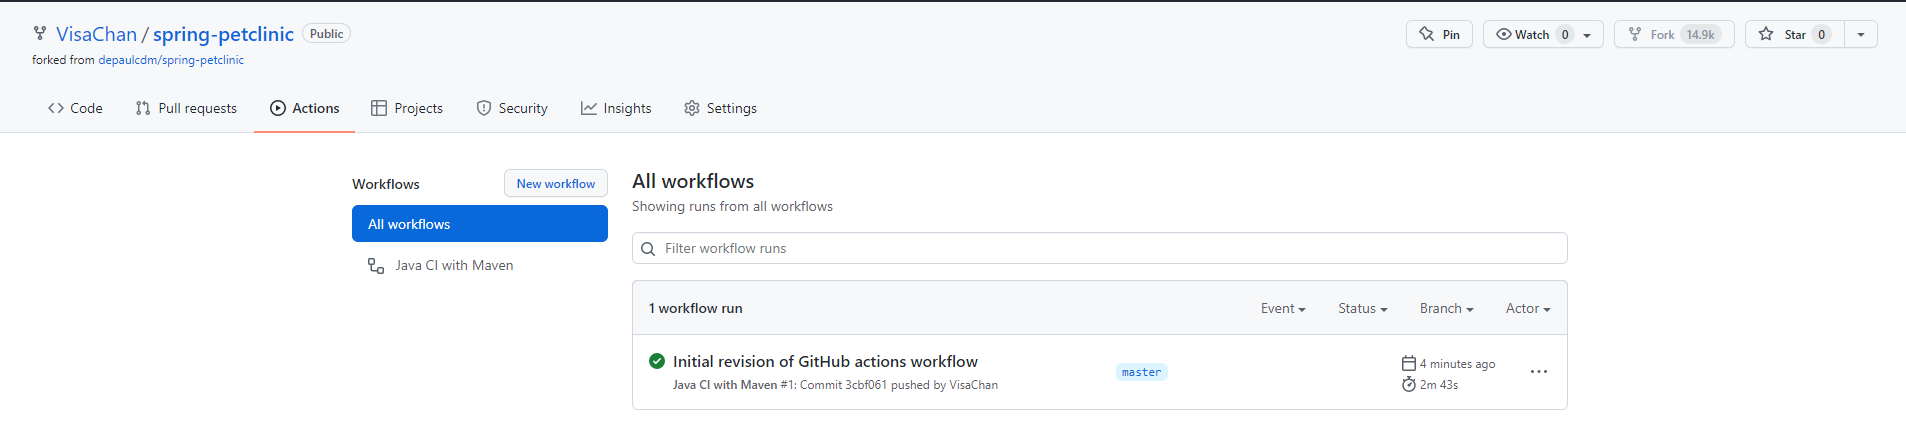 VisaChan / spring-petclinic Public
Pin Watch 0 Fork 14.9k Star 0
forked from depaulcdm/spring-petclinic
Code Pull requests Actions Projects Security Insights Settings
Workflows New workflow
All workflows
Java CI with Maven
All workflows
Showing runs from all workflows
Filter workflow runs
1 workflow run Event Status Branch Actor
Initial revision of GitHub actions workflow
Java CI with Maven #1: Commit 3cbf061 pushed by VisaChan
master
4 minutes ago
2m 43s